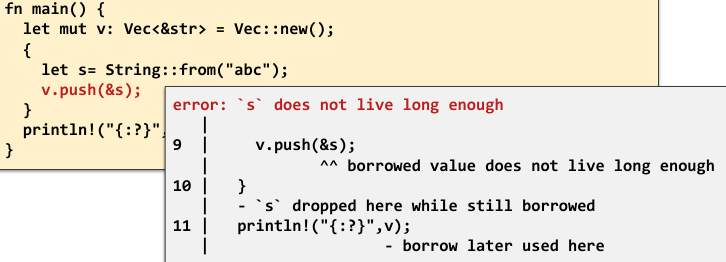 fn main() {
let mut v: Vec<&str> = Vec::new();
{
let s= String::from("abc");
v.push(&s);
}
println!("{:?}",
}
error: `s` does not live long enough
|
9 | v.push(&s);
| ^^ borrowed value does not live long enough
10 | }
| - `s` dropped here while still borrowed
11 | println!("{:?}",v);
| - borrow later used here